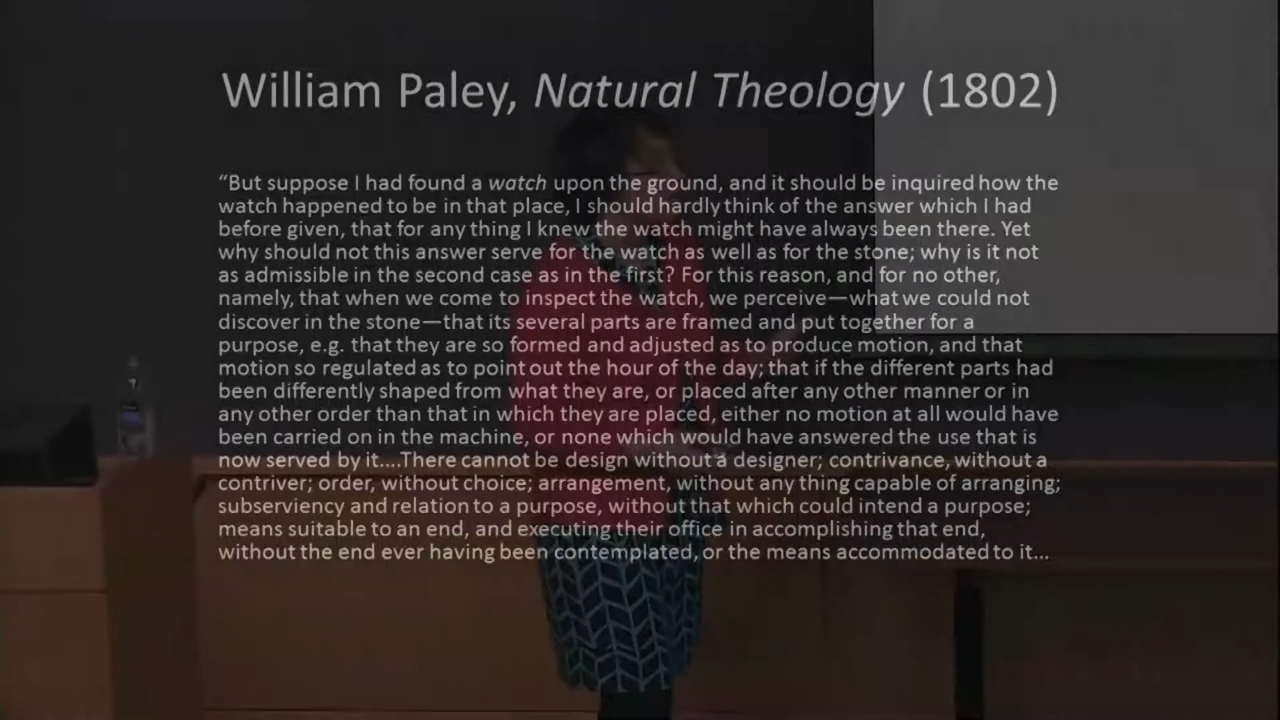 William Paley, Natural Theology (1802)
“But suppose I had found a watch upon the ground, and it should be inquired how the
watch happened to be in that place, I should hardly think of the answer which I had
before given, that for any thing I knew the watch might have always been there. Yet
why should not this answer serve for the watch as well as for the stone; why is it not
as admissible in the second case as in the first? For this reason, and for no other,
namely, that when we come to inspect the watch, we perceive—what we could not
discover in the stone—that its several parts are framed and put together for a
purpose, e.g. that they are so formed and adjusted as to produce motion, and that
motion so regulated as to point out the hour of the day; that if the different parts had
been differently shaped from what they are, or placed after any other manner or in
any other order than that in which they are placed, either no motion at all would have
been carried on in the machine, or none which would have answered the use that is
now served by it....There cannot be design without a designer; contrivance, without a
contriver; order, without choice; arrangement, without any thing capable of arranging;
subserviency and relation to a purpose, without that which could intend a purpose;
means suitable to an end, and executing their office in accomplishing that end,
without the end ever having been contemplated, or the means accommodated to it...